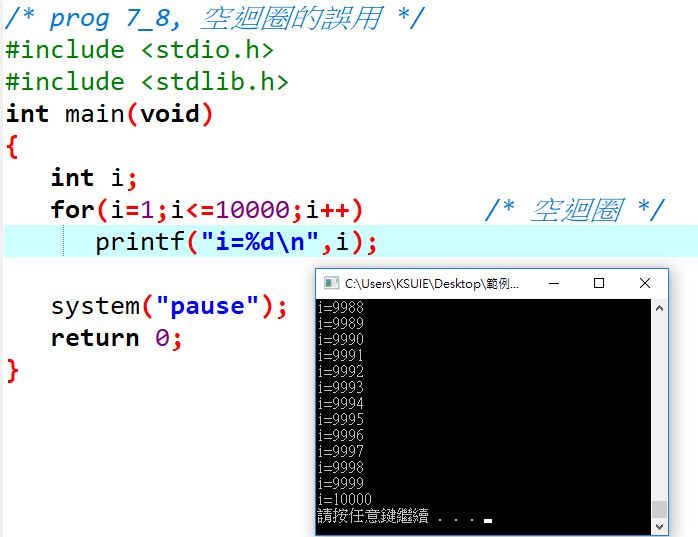 /* prog 7_8, 空迴圈的誤用 */
#include <stdio.h>
#include <stdlib.h>
int main(void)
{
int i;
for(i=1;i<=10000;i++) /* 空迴圈 */
printf("i=%d\n",i);
system("pause");
return 0;
}
C:\Users\KSUIE\Desktop\範例...
i=9988
i=9989
i=9990
i=9991
i=9992
i=9993
i=9994
i=9995
i=9996
i=9997
i=9998
i=9999
i=10000
請按任意鍵繼續 . . .